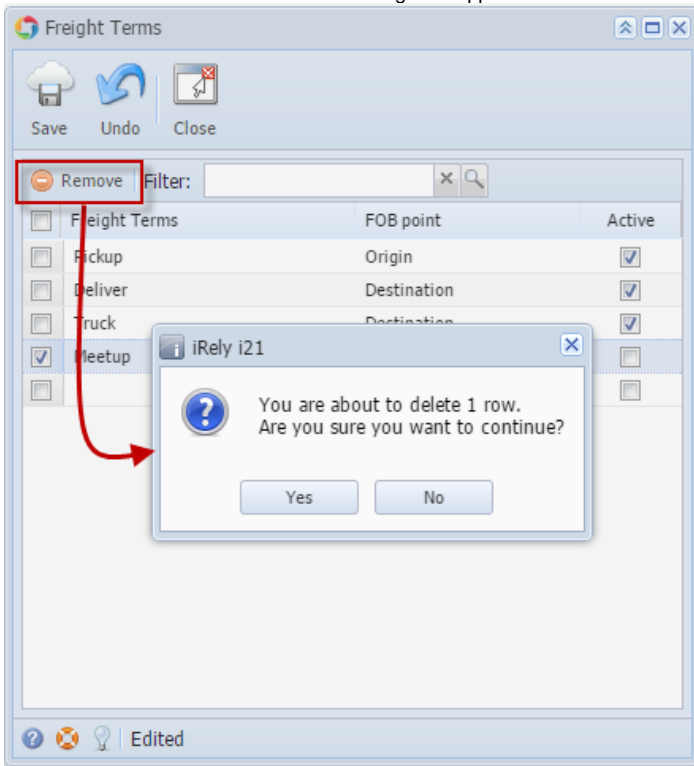 Freight Terms
Save Undo Close
Remove Filter:
Freight Terms FOB point Active
Pickup Origin
Deliver Destination
Truck Destination
Meetup
iRely i21
You are about to delete 1 row.
Are you sure you want to continue?
Yes No
Edited